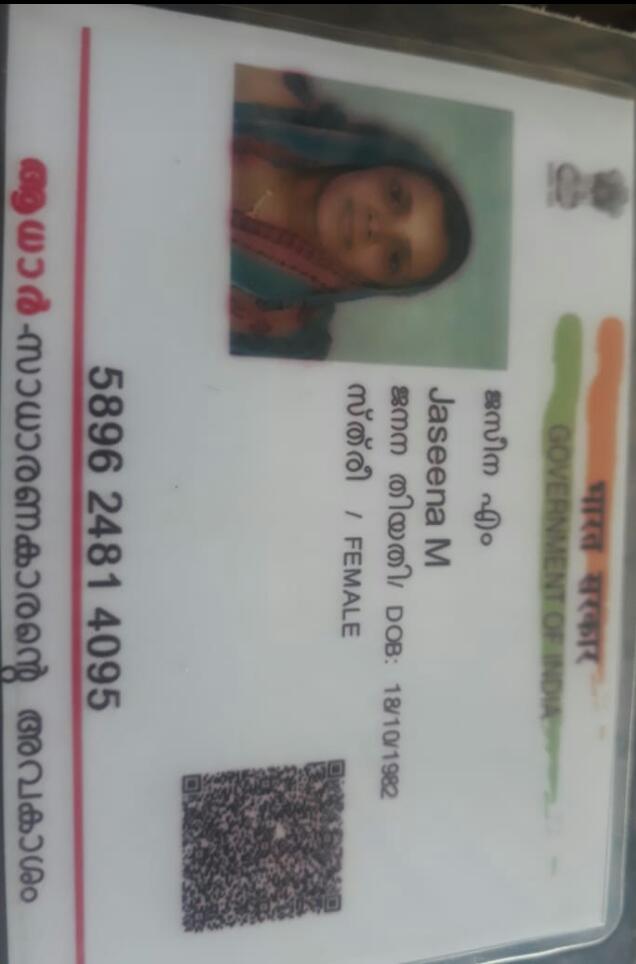 भारत सरकार
GOVERNMENT OF INDIA
ജസീന എം
Jaseena M
ജനന തിയതി/ DOB: 18/10/1982
സ്ത്രീ / FEMALE
5896 2481 4095
ആധാർ-സാധാരണക്കാരന്റെ അവകാശം